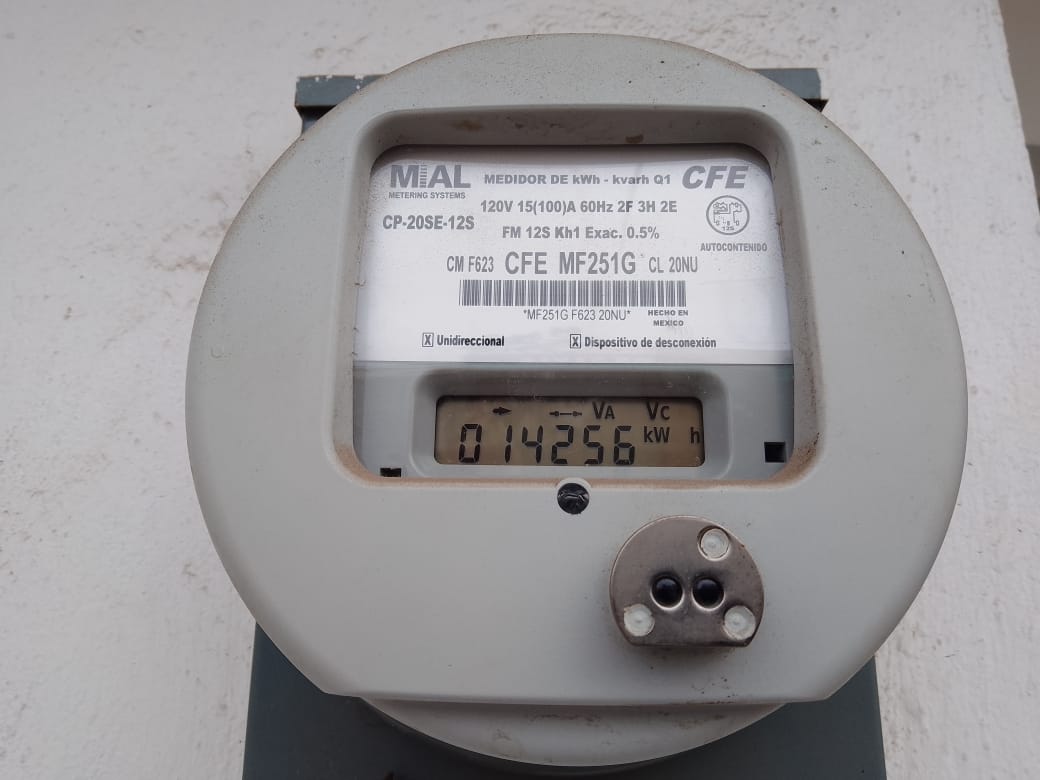 MIAL MEDIDOR DE kWh - kvarh Q1 CFE
METERING SYSTEMS
120V 15(100)A 60Hz 2F 3H 2E
CP-20SE-12S
FM 12S Kh1 Exac. 0.5%
12S
AUTOCONTENIDO
CM F623 CFE MF251G CL 20NU
*MF251G F623 20NU*
HECHO EN
MEXICO
X Unidireccional X Dispositivo de desconexión
VA VC
014256 kW h